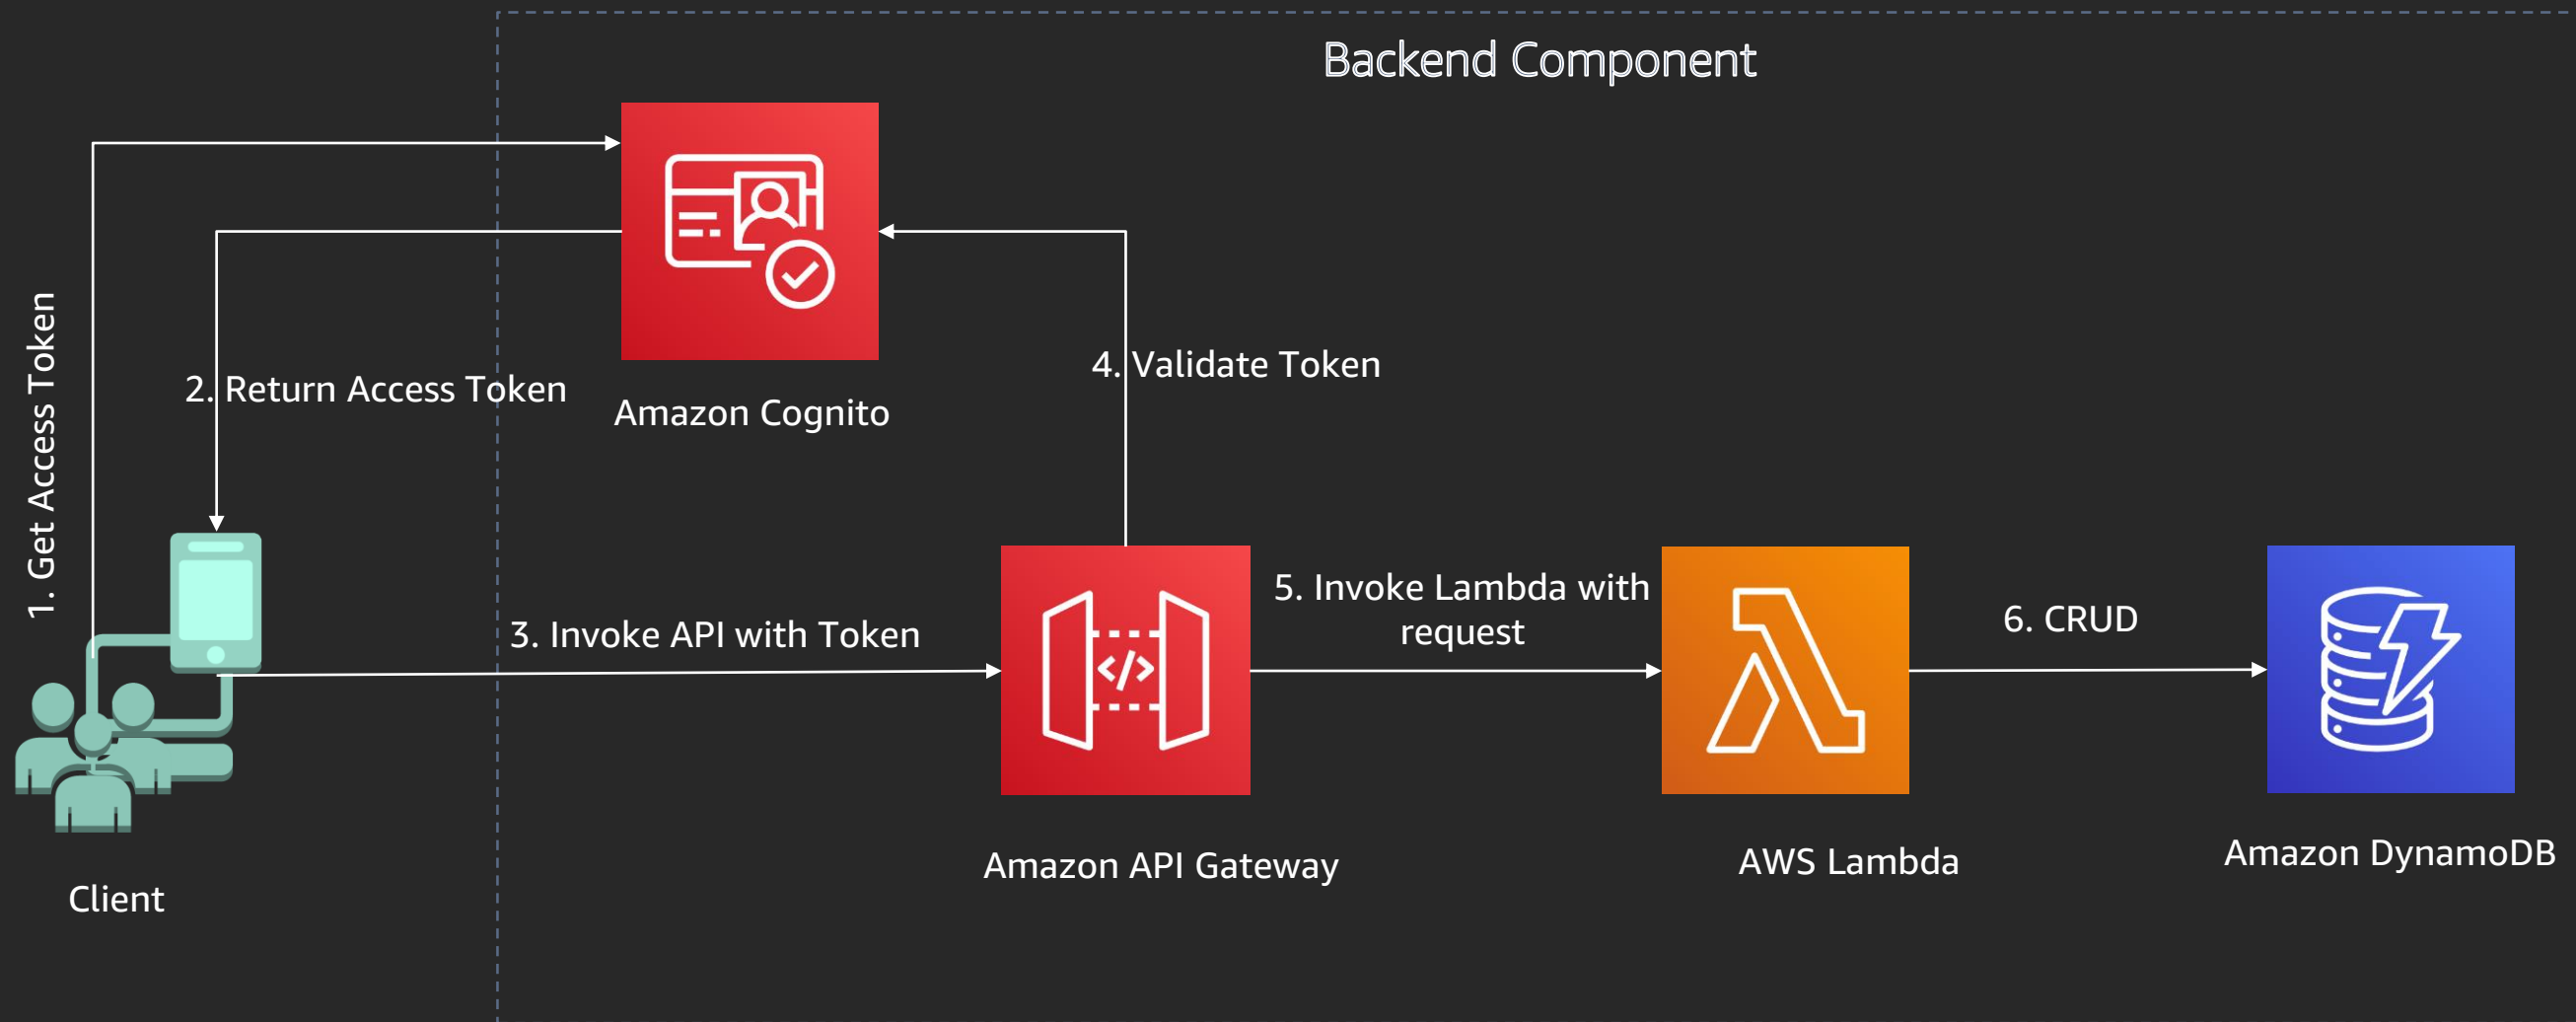 Backend Component
1. Get Access Token
2. Return Access Token
Amazon Cognito
4. Validate Token
3. Invoke API with Token
5. Invoke Lambda with
request
6. CRUD
</>
Client
Amazon API Gateway
AWS Lambda
Amazon DynamoDB